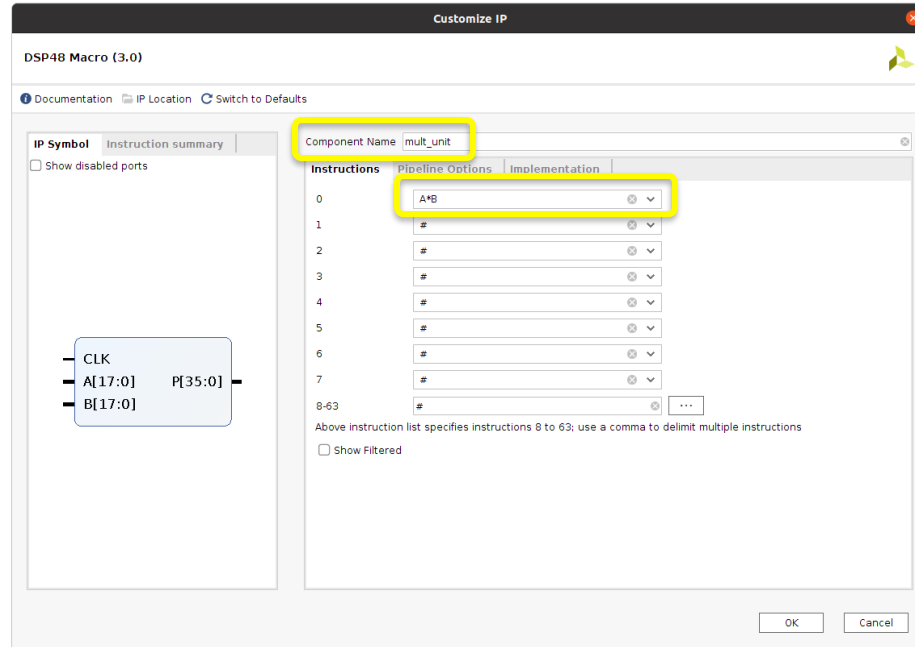 Customize IP
DSP48 Macro (3.0)
Documentation IP Location Switch to Defaults
IP Symbol Instruction summary
Show disabled ports
CLK
A[17:0] P[35:0]
B[17:0]
Component Name mult_unit
Instructions Pipeline Options Implementation
0 A*B
1 #
2 #
3 #
4 #
5 #
6 #
7 #
8-63 # ...
Above instruction list specifies instructions 8 to 63; use a comma to delimit multiple instructions
Show Filtered
OK Cancel